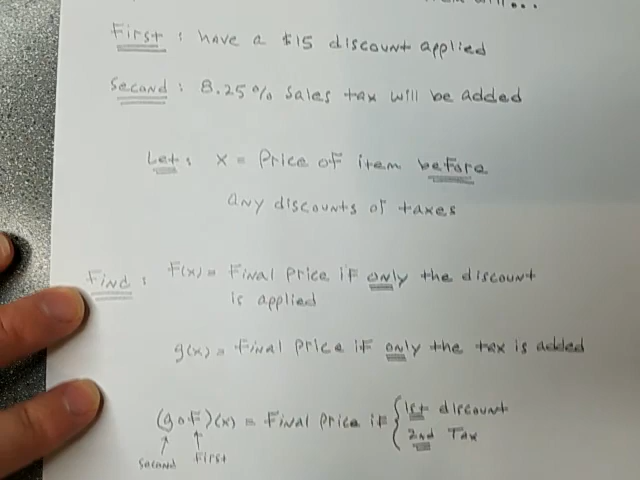 will...
First : have a $15 discount applied
Second : 8.25% sales tax will be added
Let : x = Price of item before
any discounts or taxes
Find : F(x) = Final price if only the discount
is applied
g(x) = Final price if only the tax is added
(g o F)(x) = Final price if { 1st discount
2nd Tax
Second First